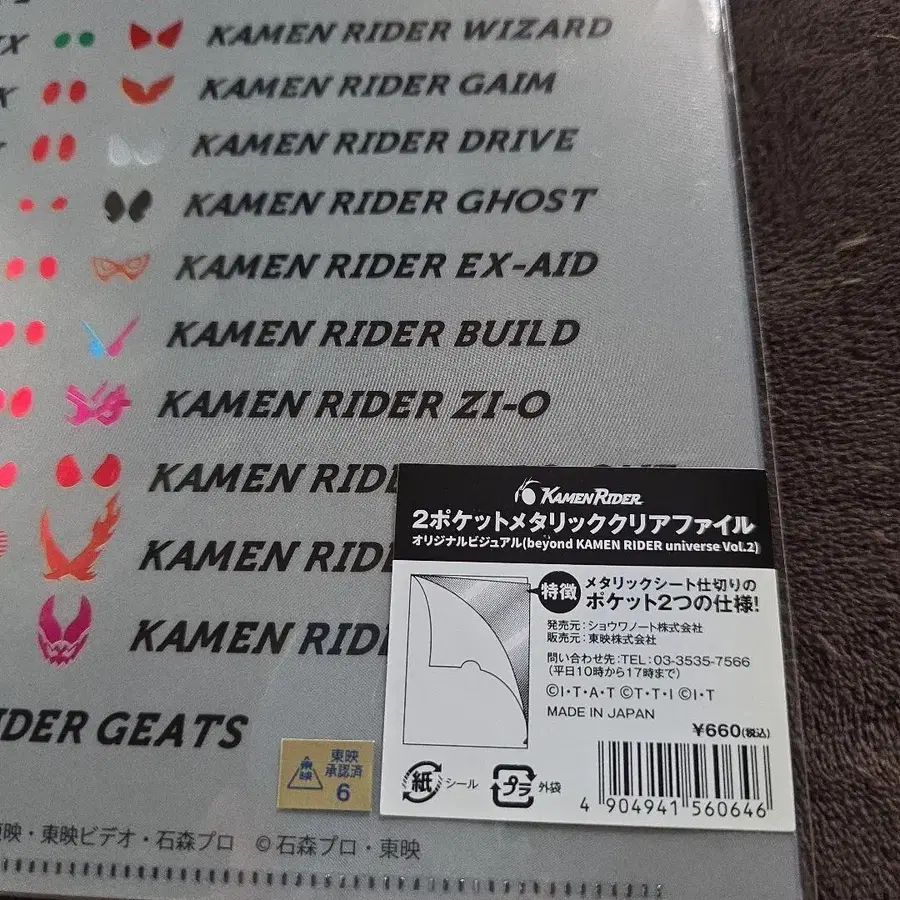 KAMEN RIDER WIZARD
KAMEN RIDER GAIM
KAMEN RIDER DRIVE
KAMEN RIDER GHOST
KAMEN RIDER EX-AID
KAMEN RIDER BUILD
KAMEN RIDER ZI-O
KAMEN
KAMEN
KAMEN
RIDER GEATS
東映
承認済
6
東映
東映ビデオ・石森プロ ©石森プロ・東映
KAMEN RIDER
2ポケットメタリッククリアファイル
オリジナルビジュアル(beyond KAMEN RIDER universe Vol.2)
特徴
メタリックシート仕切りの
ポケット2つの仕様!
発売元:ショウワノート株式会社
販売元:東映株式会社
問い合わせ先:TEL:03-3535-7566
(平日10時から17時まで)
©I・T・A・T ©T・T・I ©I・T
MADE IN JAPAN
¥660(税込)
紙 シール
プラ 外袋
4 904941 560646